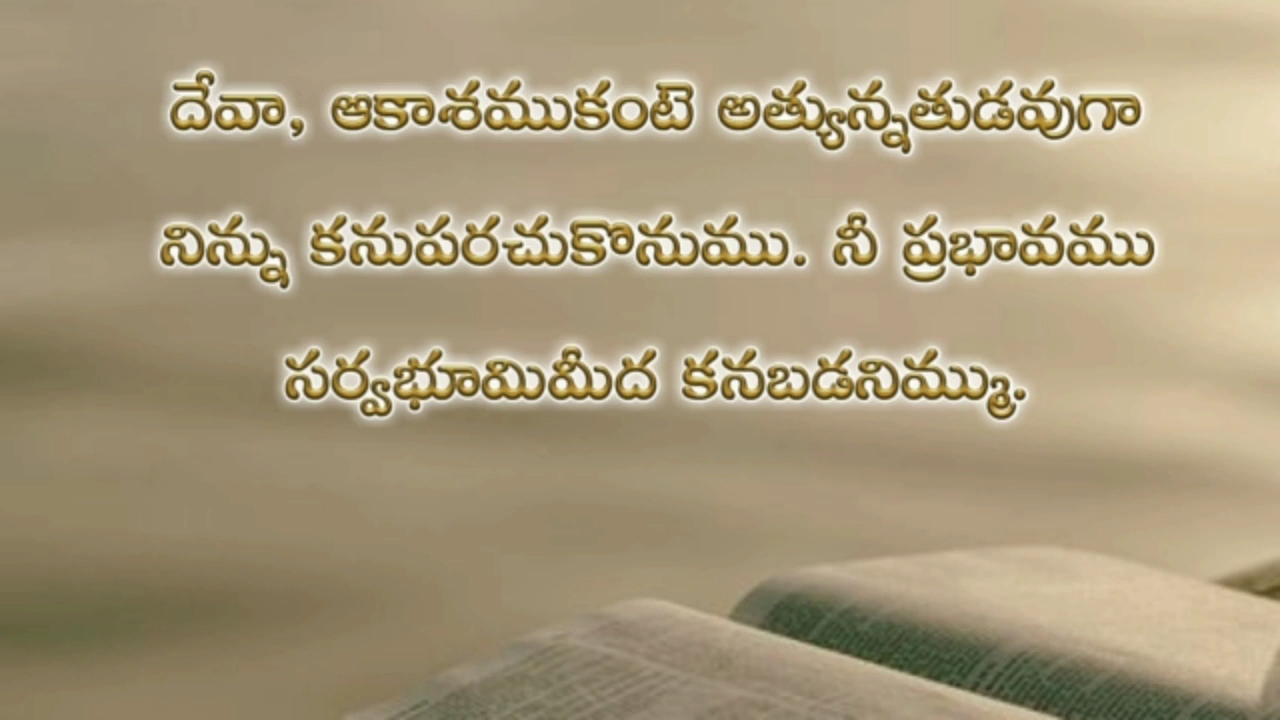 దేవా, ఆకాశముకంటె అత్యున్నతుడవుగా
నిన్ను కనుపరచుకొనుము. నీ ప్రభావము
సర్వభూమిమీద కనబడనిమ్ము.